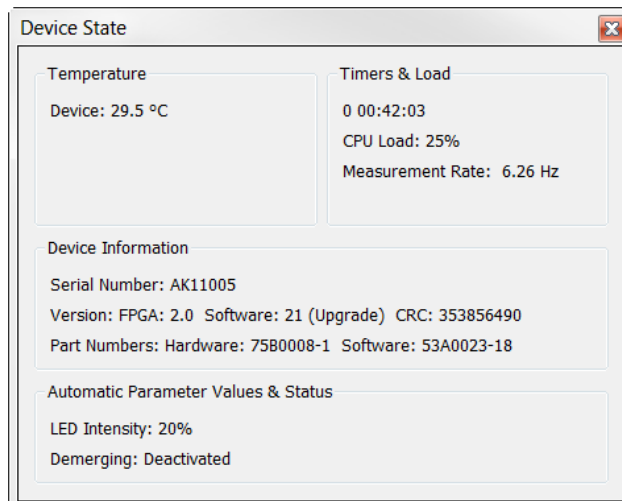 Device State
Temperature
Device: 29.5 ºC
Timers & Load
0 00:42:03
CPU Load: 25%
Measurement Rate:  6.26 Hz
Device Information
Serial Number: AK11005
Version: FPGA: 2.0  Software: 21 (Upgrade)  CRC: 353856490
Part Numbers: Hardware: 75B0008-1  Software: 53A0023-18
Automatic Parameter Values & Status
LED Intensity: 20%
Demerging: Deactivated